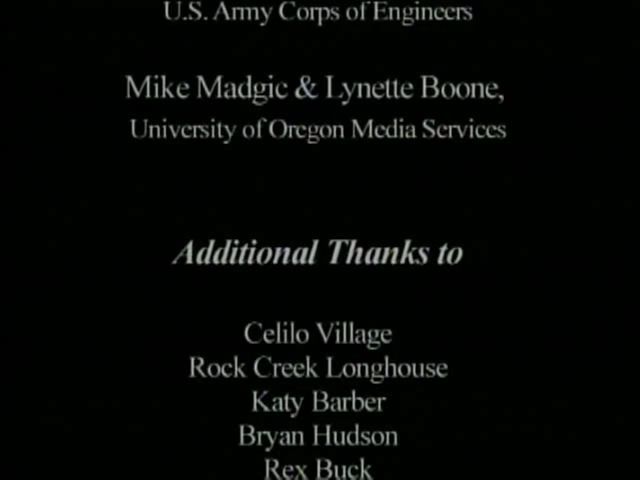 U.S. Army Corps of Engineers
Mike Madgic & Lynette Boone,
University of Oregon Media Services
Additional Thanks to
Celilo Village
Rock Creek Longhouse
Katy Barber
Bryan Hudson
Rex Buck